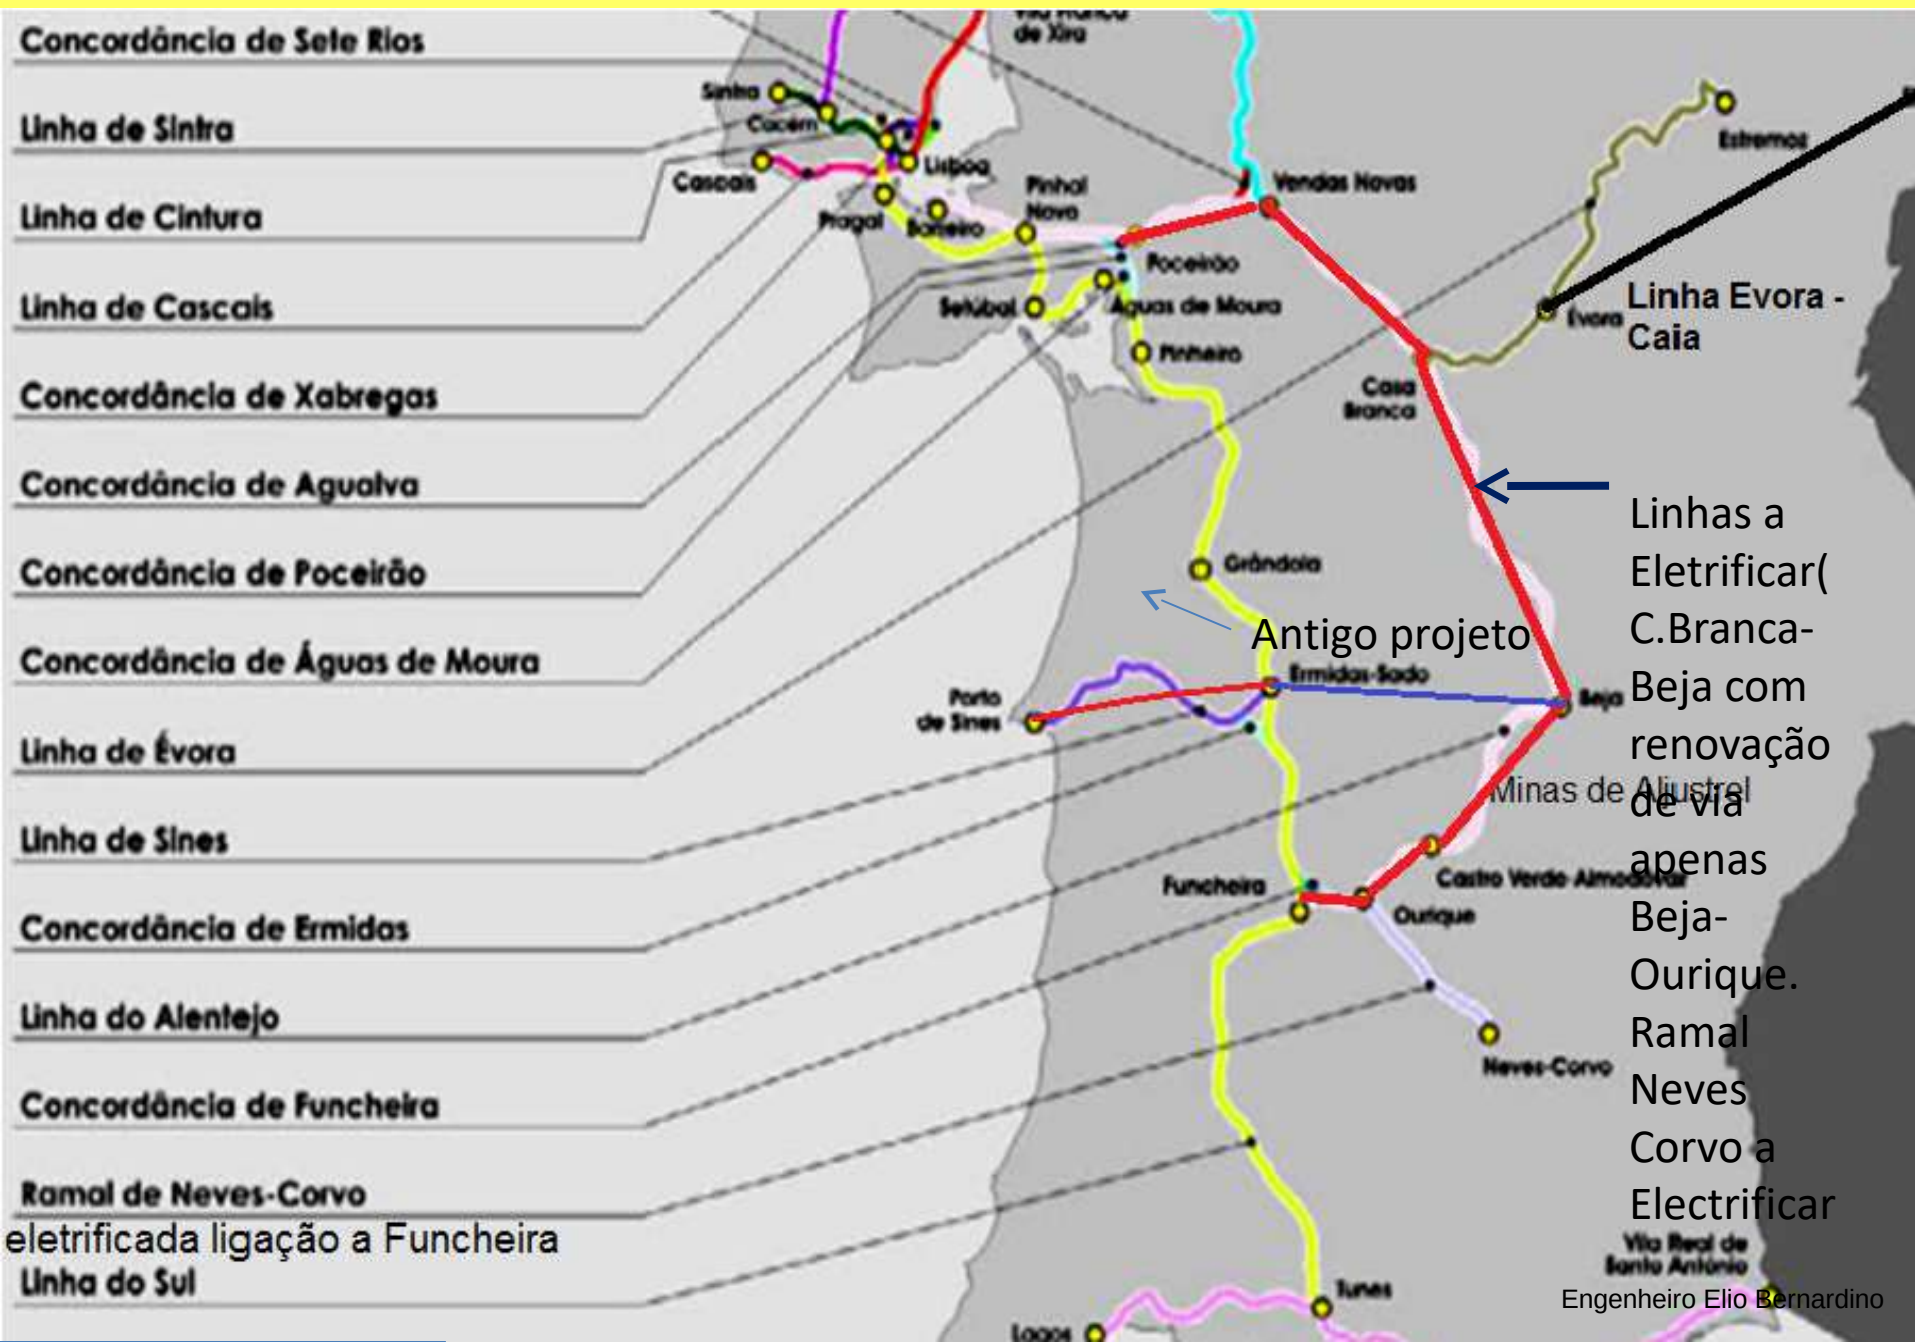 Concordância de Sete Rios
Linha de Sintra
Linha de Cintura
Linha de Cascais
Concordância de Xabregas
Concordância de Agualva
Concordância de Poceirão
Concordância de Águas de Moura
Linha de Évora
Linha de Sines
Concordância de Ermidas
Linha do Alentejo
Concordância de Funcheira
Ramal de Neves-Corvo
eletrificada ligação a Funcheira
Linha do Sul
Vila Franca
de Xira
Sintra
Cacém
Cascais
Lisboa
Pragal
Barreiro
Pinhal
Novo
Vendas Novas
Estremoz
Poceirão
Setúbal
Águas de Moura
Pinheiro
Évora
Linha Evora -
Caia
Casa
Branca
Grândola
Antigo projeto
Ermidas-Sado
Porto
de Sines
Beja
Minas de Aljustrel
Castro Verde-Almodôvar
Funcheira
Ourique
Neves-Corvo
Linhas a
Eletrificar(
C.Branca-
Beja com
renovação
de via
apenas
Beja-
Ourique.
Ramal
Neves
Corvo a
Electrificar
Vila Real de
Santo António
Engenheiro Elio Bernardino
Tunes
Lagos